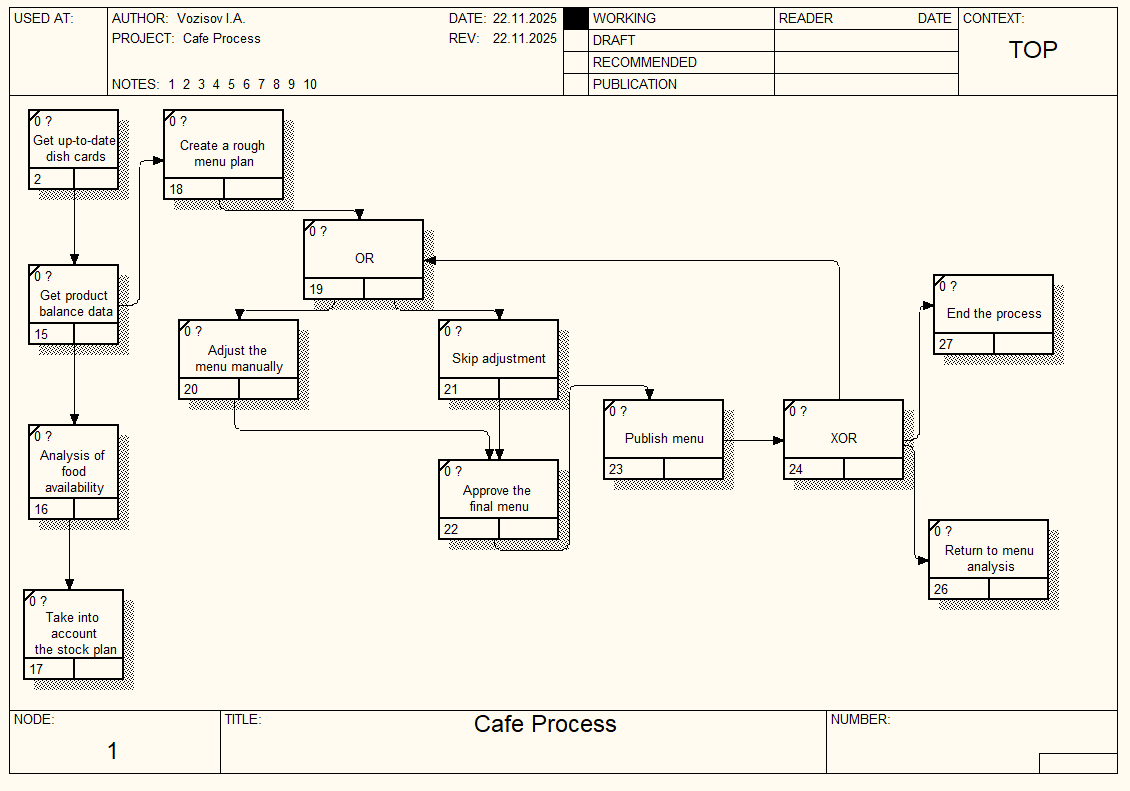 USED AT:
AUTHOR: Vozisov I.A.
DATE: 22.11.2025
PROJECT: Cafe Process
REV: 22.11.2025
NOTES: 1 2 3 4 5 6 7 8 9 10
WORKING
DRAFT
RECOMMENDED
PUBLICATION
READER DATE
CONTEXT:
TOP
0 ?
Get up-to-date
dish cards
2
0 ?
Create a rough
menu plan
18
0 ?
OR
19
0 ?
Get product
balance data
15
0 ?
End the process
27
0 ?
Adjust the
menu manually
20
0 ?
Skip adjustment
21
0 ?
Publish menu
23
0 ?
XOR
24
0 ?
Analysis of
food
availability
16
0 ?
Approve the
final menu
22
0 ?
Return to menu
analysis
26
0 ?
Take into
account
the stock plan
17
NODE:
1
TITLE:
Cafe Process
NUMBER: